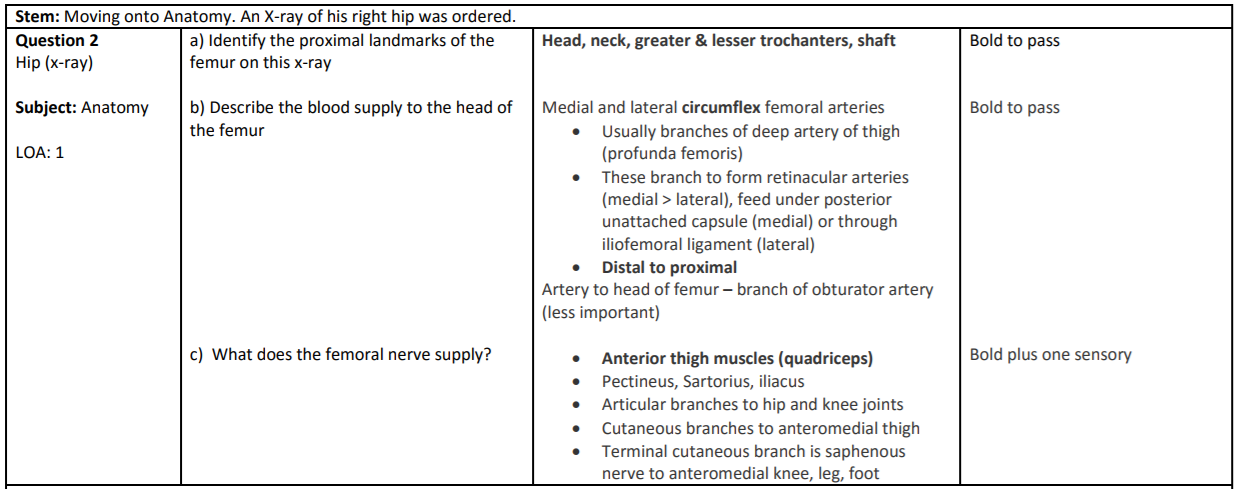 Stem: Moving onto Anatomy. An X-ray of his right hip was ordered.
Question 2
Hip (x-ray)
Subject: Anatomy
LOA: 1
a) Identify the proximal landmarks of the
femur on this x-ray
Head, neck, greater & lesser trochanters, shaft
Bold to pass
b) Describe the blood supply to the head of
the femur
Medial and lateral circumflex femoral arteries
• Usually branches of deep artery of thigh
(profunda femoris)
• These branch to form retinacular arteries
(medial > lateral), feed under posterior
unattached capsule (medial) or through
iliofemoral ligament (lateral)
• Distal to proximal
Artery to head of femur – branch of obturator artery
(less important)
Bold to pass
c) What does the femoral nerve supply?
• Anterior thigh muscles (quadriceps)
• Pectineus, Sartorius, iliacus
• Articular branches to hip and knee joints
• Cutaneous branches to anteromedial thigh
• Terminal cutaneous branch is saphenous
nerve to anteromedial knee, leg, foot
Bold plus one sensory